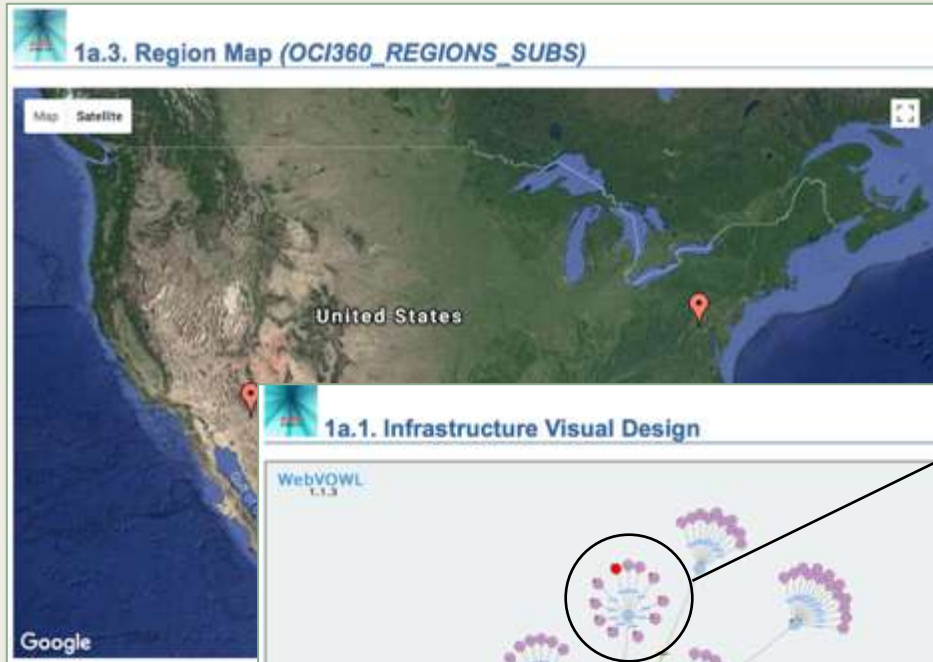 1a.3. Region Map (OCI360_REGIONS_SUBS)
Map Satellite
United States
Google
1a.1. Infrastructure Visual Design
WebVOWL
1.1.3